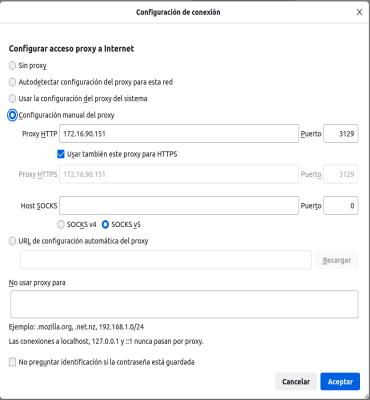 Configuración de conexión
Configurar acceso proxy a Internet
Sin proxy
Autodetectar configuración del proxy para esta red
Usar la configuración del proxy del sistema
Configuración manual del proxy
Proxy HTTP 172.16.90.151 Puerto 3129
Usar también este proxy para HTTPS
Proxy HTTPS 172.16.90.151 Puerto 3129
Host SOCKS Puerto 0
SOCKS v4 SOCKS v5
URL de configuración automática del proxy
Recargar
No usar proxy para
Ejemplo: .mozilla.org, .net.nz, 192.168.1.0/24
Las conexiones a localhost, 127.0.0.1 y ::1 nunca pasan por proxy.
No preguntar identificación si la contraseña está guardada
Cancelar Aceptar